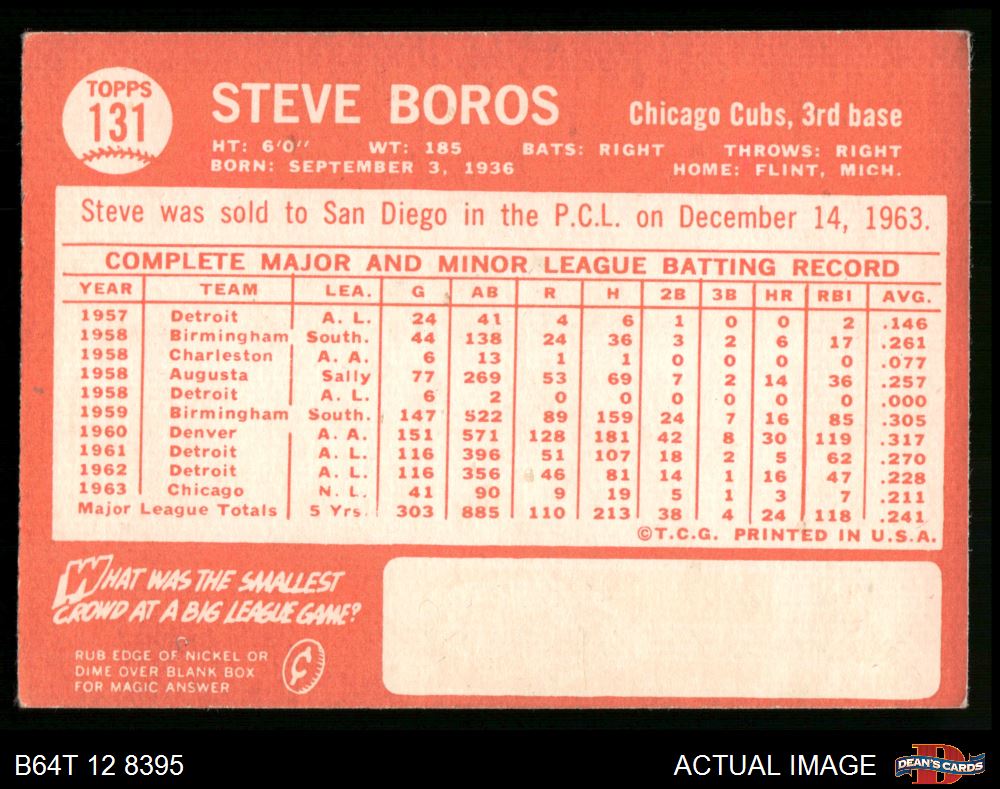 TOPPS
131
STEVE BOROS
Chicago Cubs, 3rd base
HT: 6'0" WT: 185 BATS: RIGHT THROWS: RIGHT
BORN: SEPTEMBER 3, 1936 HOME: FLINT, MICH.
Steve was sold to San Diego in the P.C.L. on December 14, 1963.
COMPLETE MAJOR AND MINOR LEAGUE BATTING RECORD
YEAR TEAM LEA. G AB R H 2B 3B HR RBI AVG.
1957 Detroit A. L. 24 41 4 6 1 0 0 2 .146
1958 Birmingham South. 44 138 24 36 3 2 6 17 .261
1958 Charleston A. A. 6 13 1 1 0 0 0 0 .077
1958 Augusta Sally 77 269 53 69 7 2 14 36 .257
1958 Detroit A. L. 6 2 0 0 0 0 0 0 .000
1959 Birmingham South. 147 522 89 159 24 7 16 85 .305
1960 Denver A. A. 151 571 128 181 42 8 30 119 .317
1961 Detroit A. L. 116 396 51 107 18 2 5 62 .270
1962 Detroit A. L. 116 356 46 81 14 1 16 47 .228
1963 Chicago N. L. 41 90 9 19 5 1 3 7 .211
Major League Totals 5 Yrs. 303 885 110 213 38 4 24 118 .241
©T.C.G. PRINTED IN U.S.A.
WHAT WAS THE SMALLEST
CROWD AT A BIG LEAGUE GAME?
RUB EDGE OF NICKEL OR
DIME OVER BLANK BOX
FOR MAGIC ANSWER
¢
B64T 12 8395
ACTUAL IMAGE
DEAN'S CARDS